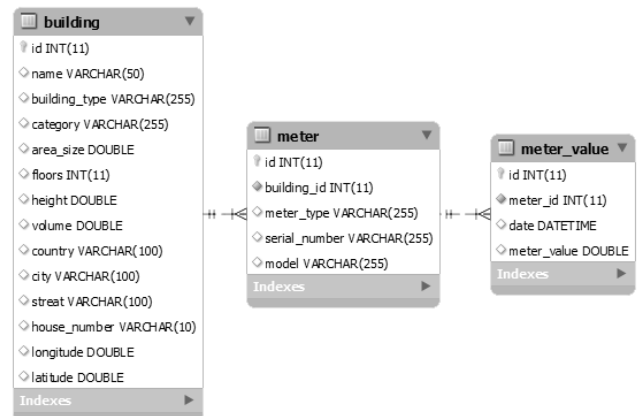 building
id INT(11)
name VARCHAR(50)
building_type VARCHAR(255)
category VARCHAR(255)
area_size DOUBLE
floors INT(11)
height DOUBLE
volume DOUBLE
country VARCHAR(100)
city VARCHAR(100)
streat VARCHAR(100)
house_number VARCHAR(10)
longitude DOUBLE
latitude DOUBLE
Indexes
meter
id INT(11)
building_id INT(11)
meter_type VARCHAR(255)
serial_number VARCHAR(255)
model VARCHAR(255)
Indexes
meter_value
id INT(11)
meter_id INT(11)
date DATETIME
meter_value DOUBLE
Indexes